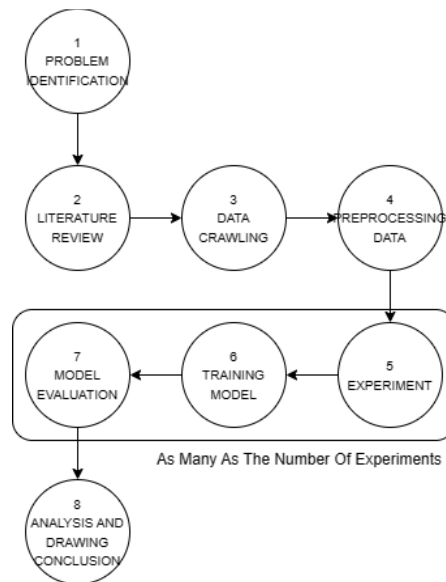 1
PROBLEM
IDENTIFICATION
2
LITERATURE
REVIEW
3
DATA
CRAWLING
4
PREPROCESSING
DATA
5
EXPERIMENT
6
TRAINING
MODEL
7
MODEL
EVALUATION
As Many As The Number Of Experiments
8
ANALYSIS AND
DRAWING
CONCLUSION